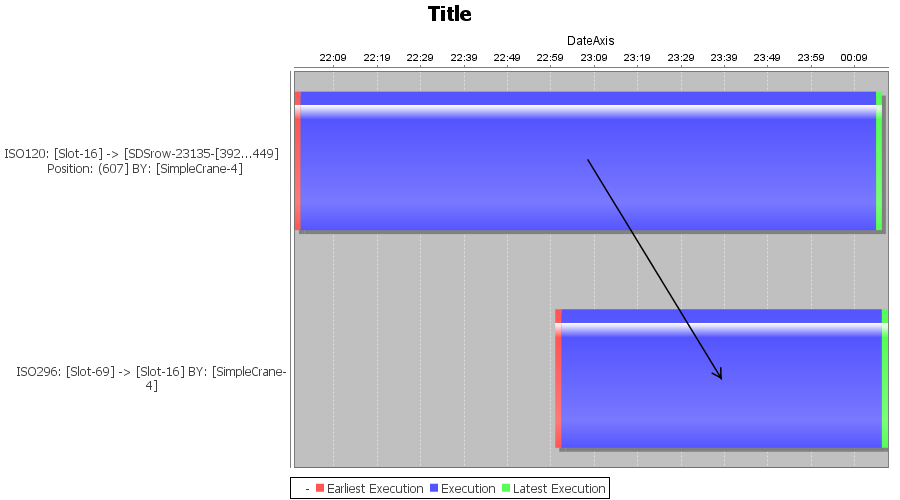 Title
DateAxis
22:09 22:19 22:29 22:39 22:49 22:59 23:09 23:19 23:29 23:39 23:49 23:59 00:09
ISO120: [Slot-16] -> [SDSrow-23135-[392...449]
Position: (607] BY: [SimpleCrane-4]
ISO296: [Slot-69] -> [Slot-16] BY: [SimpleCrane-
4]
- Earliest Execution Execution Latest Execution